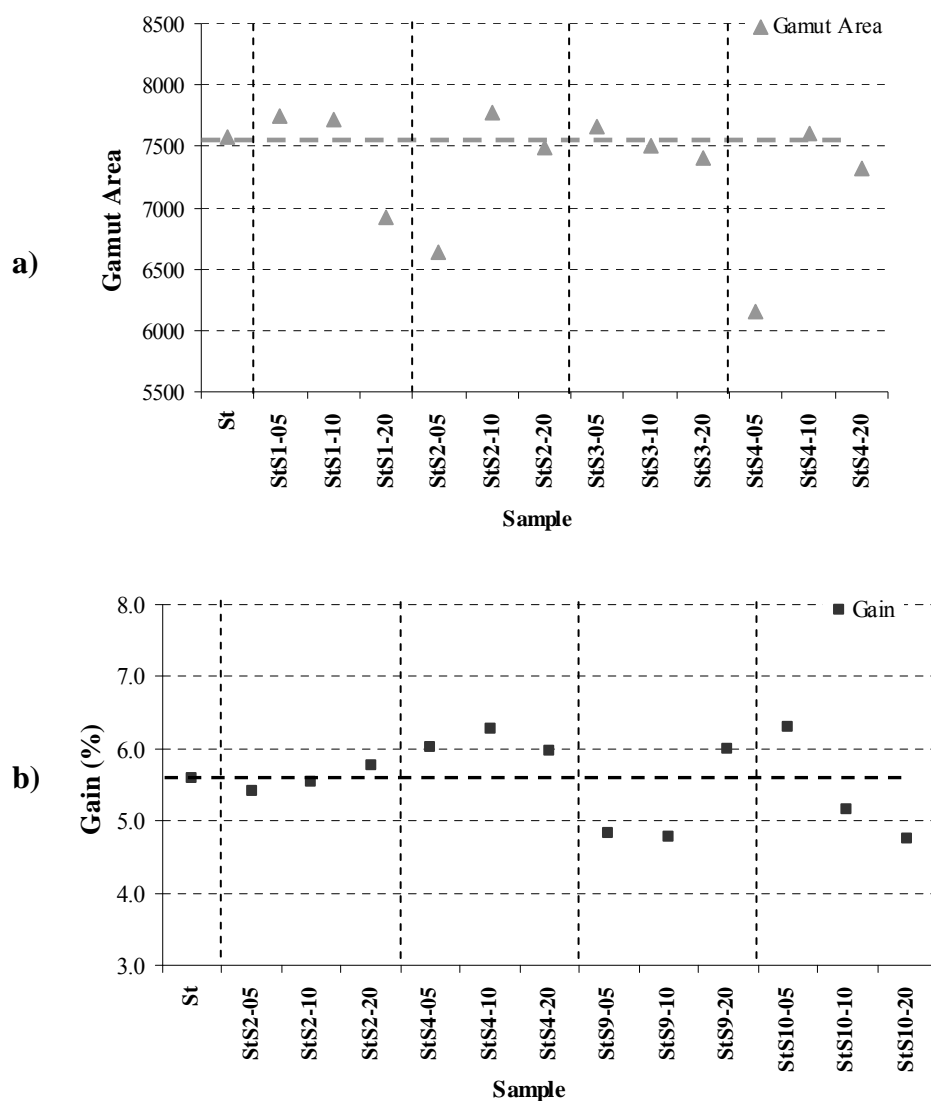 8500
Gamut Area
8000
7500
7000
6500
6000
5500
Gamut Area
a)
St
StS1-05
StS1-10
StS1-20
StS2-05
StS2-10
StS2-20
StS3-05
StS3-10
StS3-20
StS4-05
StS4-10
StS4-20
Sample
8.0
Gain
7.0
6.0
5.0
4.0
3.0
Gain (%)
b)
St
StS2-05
StS2-10
StS2-20
StS4-05
StS4-10
StS4-20
StS9-05
StS9-10
StS9-20
StS10-05
StS10-10
StS10-20
Sample